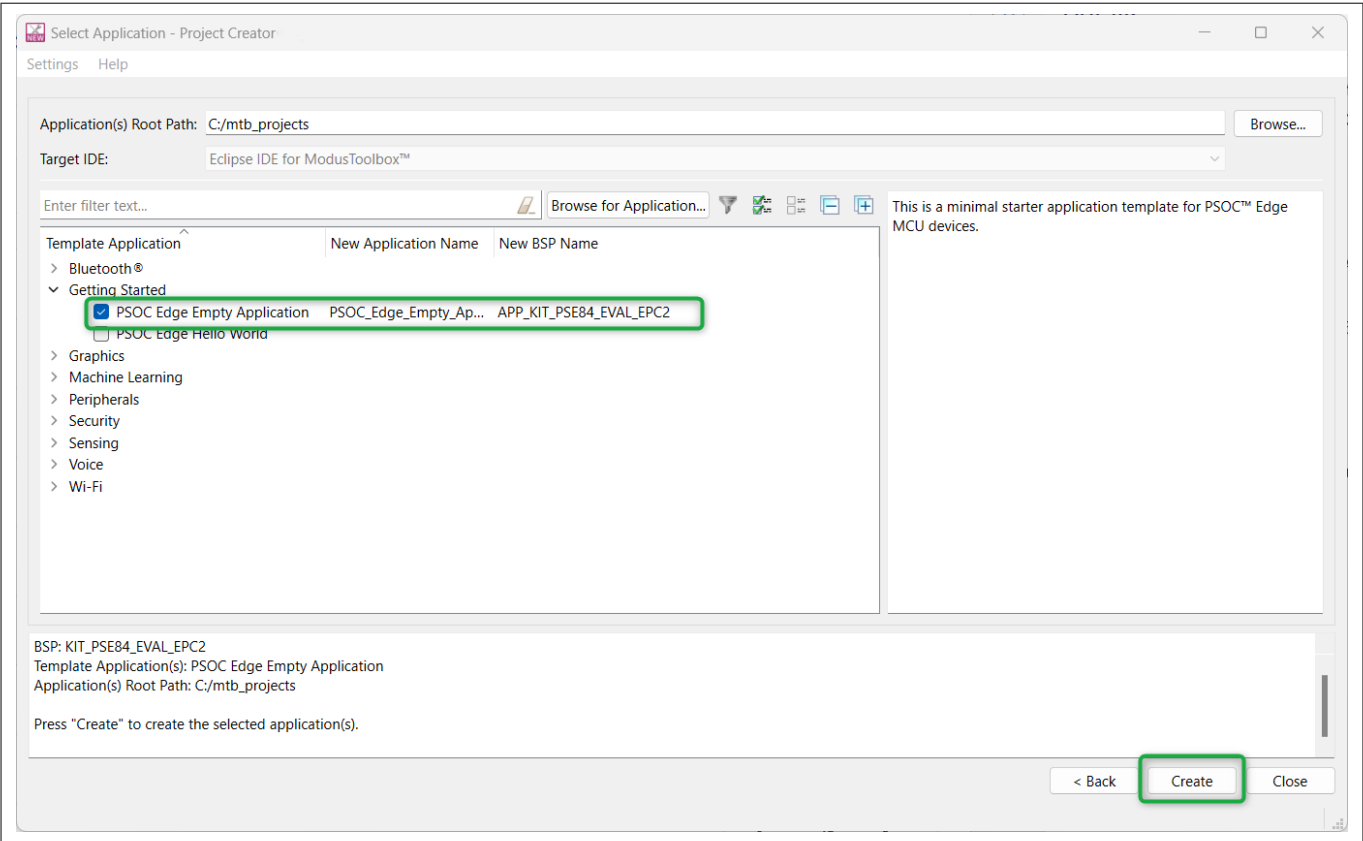 NEW Select Application - Project Creator
Settings Help
Application(s) Root Path: C:/mtb_projects Browse...
Target IDE: Eclipse IDE for ModusToolbox™
Enter filter text... Browse for Application...
Template Application New Application Name New BSP Name
Bluetooth®
Getting Started
PSOC Edge Empty Application PSOC_Edge_Empty_Ap... APP_KIT_PSE84_EVAL_EPC2
PSOC Edge Hello World
Graphics
Machine Learning
Peripherals
Security
Sensing
Voice
Wi-Fi
This is a minimal starter application template for PSOC™ Edge
MCU devices.
BSP: KIT_PSE84_EVAL_EPC2
Template Application(s): PSOC Edge Empty Application
Application(s) Root Path: C:/mtb_projects
Press "Create" to create the selected application(s).
< Back Create Close